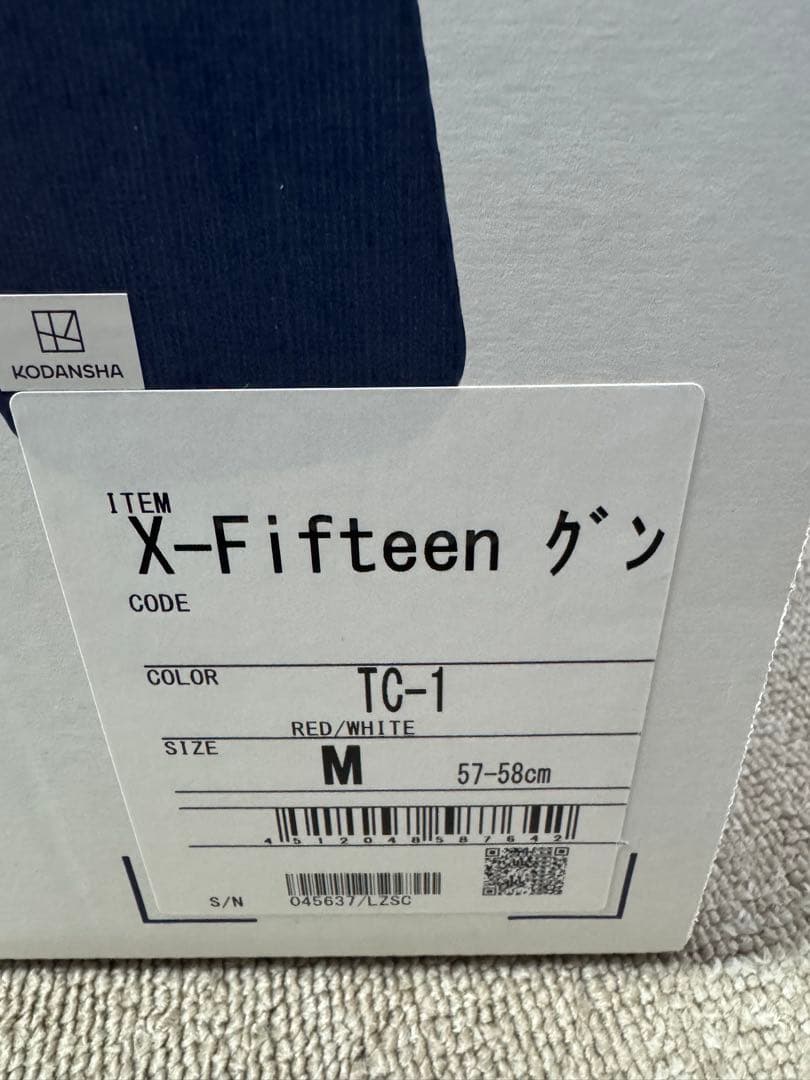 KODANSHA
ITEM
X-Fifteen グン
CODE
COLOR
TC-1
RED/WHITE
SIZE
M 57-58cm
4512048587642
S/N 045637/LZSC